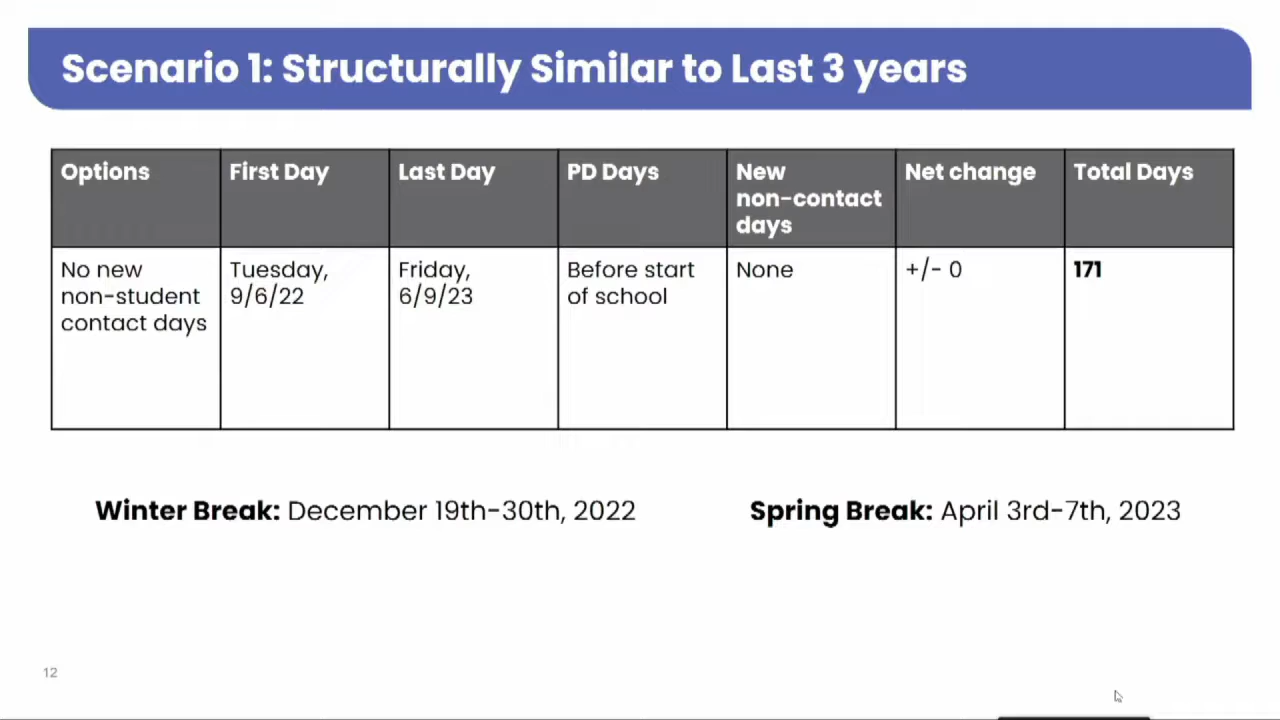 Scenario 1: Structurally Similar to Last 3 years
Options
First Day
Last Day
PD Days
New
non-contact
days
Net change
Total Days
No new
non-student
contact days
Tuesday,
9/6/22
Friday,
6/9/23
Before start
of school
None
+/- 0
171
Winter Break: December 19th-30th, 2022
Spring Break: April 3rd-7th, 2023
12